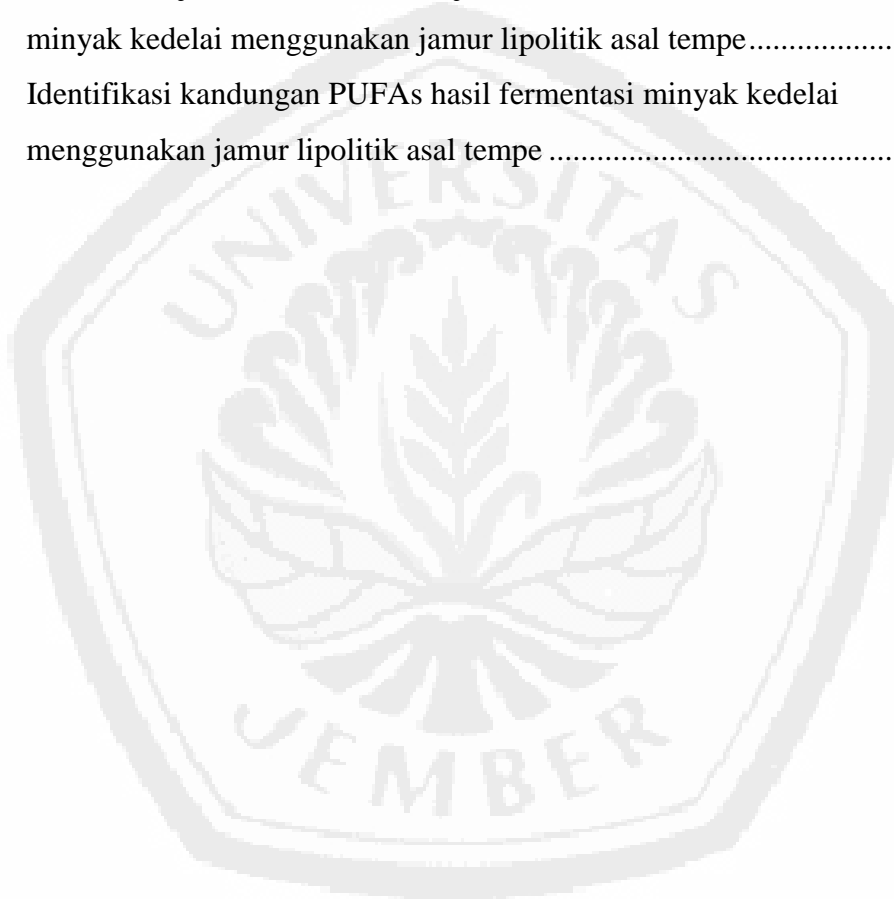 minyak kedelai menggunakan jamur lipolitik asal tempe..................
Identifikasi kandungan PUFAs hasil fermentasi minyak kedelai
menggunakan jamur lipolitik asal tempe ...........................................
UNIVERSITAS
JEMBER